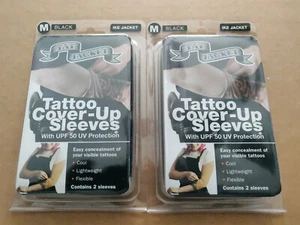 M BLACK INK JACKET
Tattoo
Cover-Up
Sleeves
With UPF 50 UV Protection
Easy concealment of
your visible tattoos
• Cool
• Lightweight
• Flexible
Contains 2 sleeves
M BLACK INK JACKET
Tattoo
Cover-Up
Sleeves
With UPF 50 UV Protection
Easy concealment of
your visible tattoos
• Cool
• Lightweight
• Flexible
Contains 2 sleeves